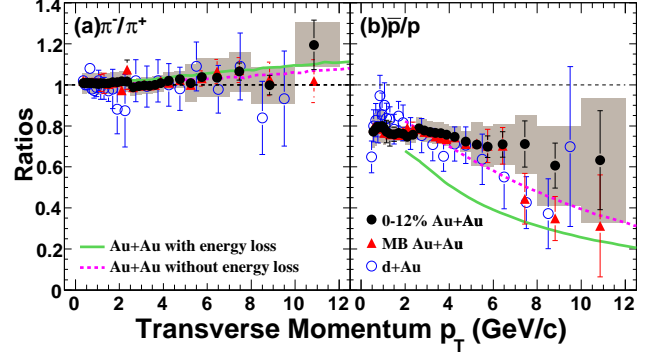 1.4
1.2
1
0.8
0.6
0.4
0.2
0
Ratios
(a)π⁻/π⁺
Au+Au with energy loss
Au+Au without energy loss
0 2 4 6 8 10 12
(b)p̅/p
0-12% Au+Au
MB Au+Au
d+Au
0 2 4 6 8 10 12
Transverse Momentum p_T (GeV/c)